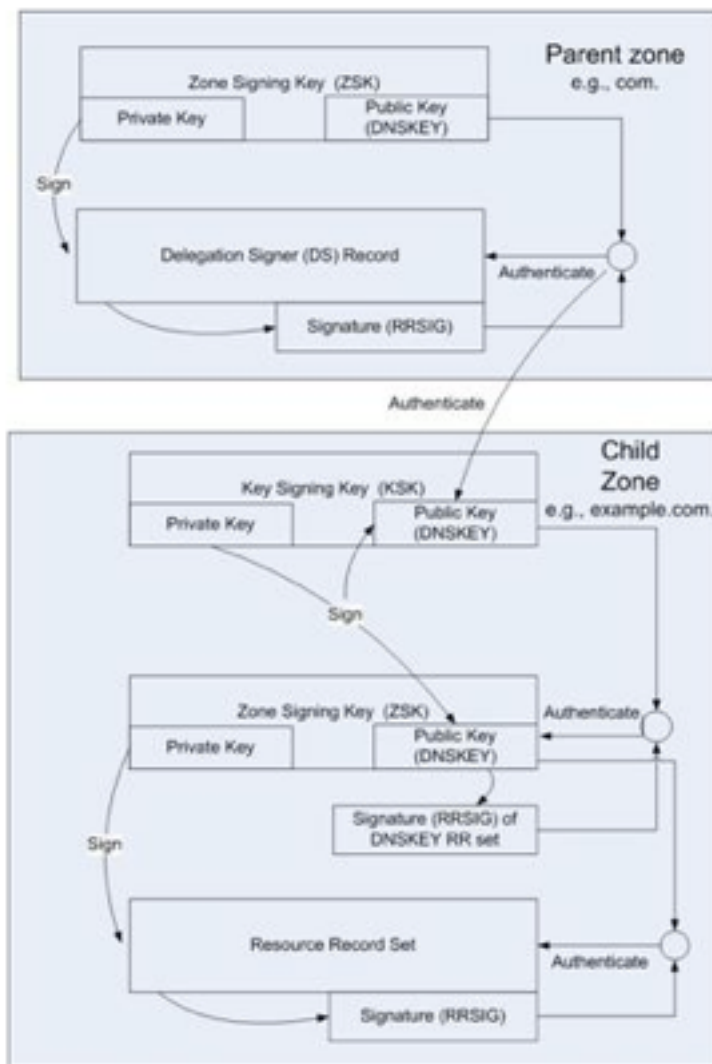 Parent zone
e.g., com.
Zone Signing Key (ZSK)
Private Key
Public Key
(DNSKEY)
Sign
Delegation Signer (DS) Record
Authenticate
Signature (RRSIG)
Authenticate
Child
Zone
e.g., example.com.
Key Signing Key (KSK)
Private Key
Public Key
(DNSKEY)
Sign
Zone Signing Key (ZSK)
Authenticate
Private Key
Public Key
(DNSKEY)
Signature (RRSIG) of
DNSKEY RR set
Sign
Resource Record Set
Authenticate
Signature (RRSIG)